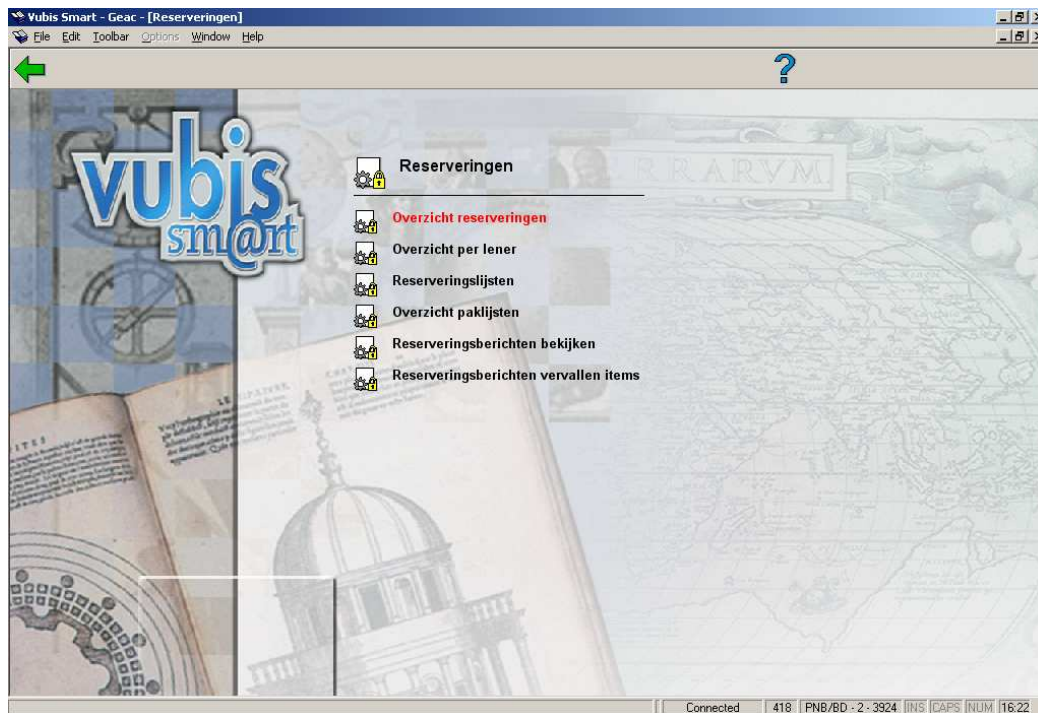 Vubis Smart - Geac - [Reserveringen]
File Edit Toolbar Options Window Help
?
vubis
sm@rt
Reserveringen
Overzicht reserveringen
Overzicht per lener
Reserveringslijsten
Overzicht paklijsten
Reserveringsberichten bekijken
Reserveringsberichten vervallen items
Connected 418 PNB/BD - 2 - 3924 INS CAPS NUM 16:22